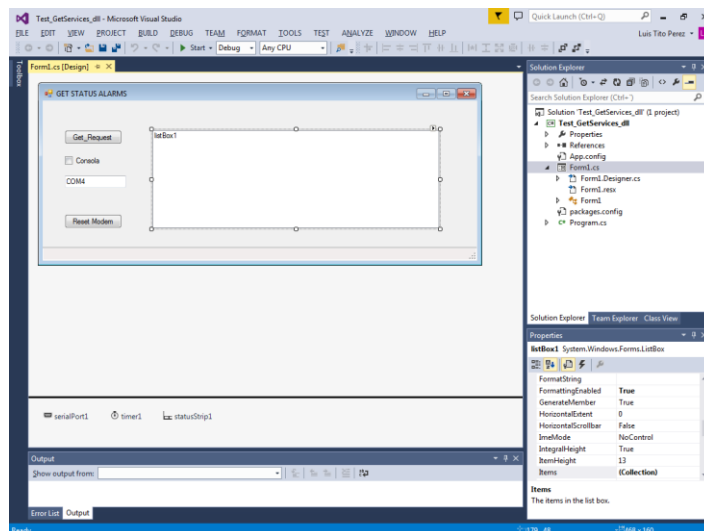 Test_GetServices_dll - Microsoft Visual Studio
Quick Launch (Ctrl+Q)
FILE EDIT VIEW PROJECT BUILD DEBUG TEAM FORMAT TOOLS TEST ANALYZE WINDOW HELP
Luis Tito Perez
Start Debug Any CPU
Toolbox
Form1.cs [Design]
GET STATUS ALARMS
Get_Request
listBox1
Consola
COM4
Reset Modem
serialPort1 timer1 statusStrip1
Output
Show output from:
Error List Output
Ready
Solution Explorer
Search Solution Explorer (Ctrl+')
Solution 'Test_GetServices_dll' (1 project)
Test_GetServices_dll
Properties
References
App.config
Form1.cs
Form1.Designer.cs
Form1.resx
Form1
packages.config
C# Program.cs
Solution Explorer Team Explorer Class View
Properties
listBox1 System.Windows.Forms.ListBox
FormatString
FormattingEnabled True
GenerateMember True
HorizontalExtent 0
HorizontalScrollbar False
ImeMode NoControl
IntegralHeight True
ItemHeight 13
Items (Collection)
Items
The items in the list box.